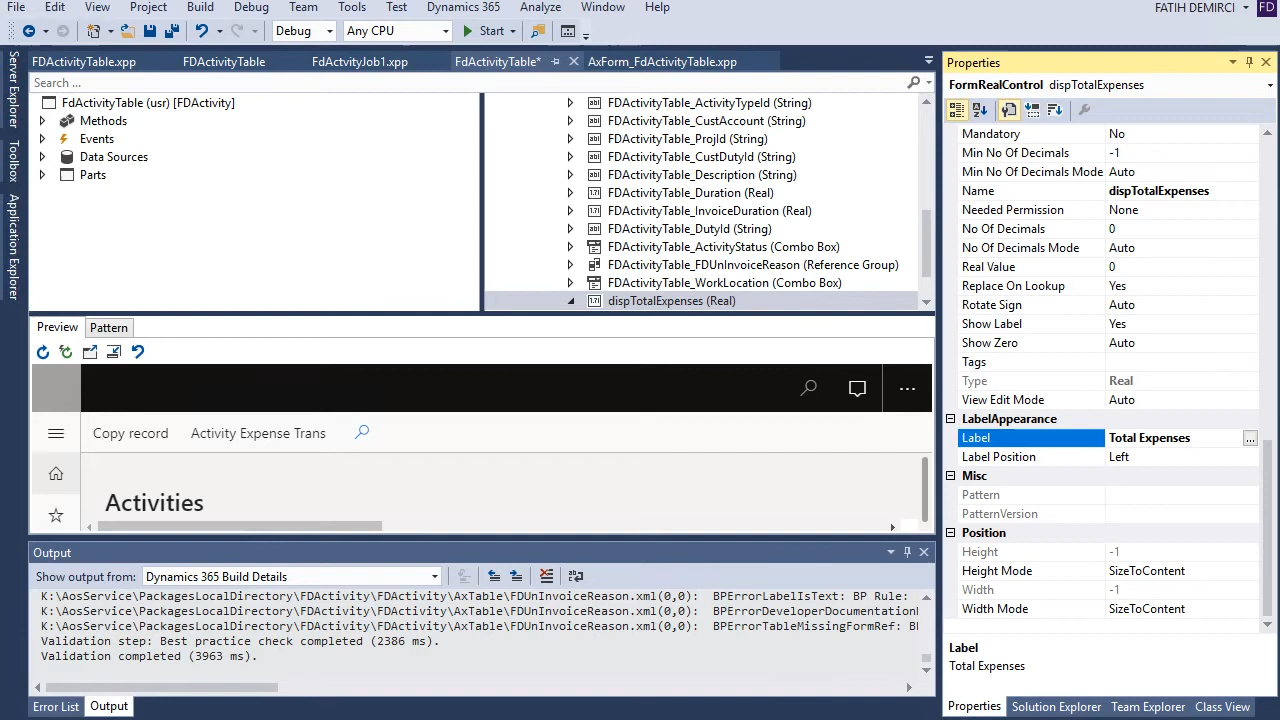 File Edit View Project Build Debug Team Tools Test Dynamics 365 Analyze Window Help FATIH DEMIRCI FD
Debug Any CPU Start
FDActivityTable.xpp FDActivityTable FdActivityJob1.xpp FDActivityTable* AxForm_FdActivityTable.xpp
Server Explorer
Toolbox
Application Explorer
Search ...
FdActivityTable (usr) [FDActivity]
Methods
Events
Data Sources
Parts
FDActivityTable_ActivityTypeId (String)
FDActivityTable_CustAccount (String)
FDActivityTable_ProjId (String)
FDActivityTable_CustDutyId (String)
FDActivityTable_Description (String)
FDActivityTable_Duration (Real)
FDActivityTable_InvoiceDuration (Real)
FDActivityTable_DutyId (String)
FDActivityTable_ActivityStatus (Combo Box)
FDActivityTable_FDUnInvoiceReason (Reference Group)
FDActivityTable_WorkLocation (Combo Box)
dispTotalExpenses (Real)
Preview Pattern
Copy record Activity Expense Trans
Activities
Output
Show output from: Dynamics 365 Build Details
K:\AosService\PackagesLocalDirectory\FDActivity\FDActivity\AxTable\FDUnInvoiceReason.xml(0,0): BPErrorLabelIsText: BP Rule:
K:\AosService\PackagesLocalDirectory\FDActivity\FDActivity\AxTable\FDUnInvoiceReason.xml(0,0): BPErrorDeveloperDocumentation
K:\AosService\PackagesLocalDirectory\FDActivity\FDActivity\AxTable\FDUnInvoiceReason.xml(0,0): BPErrorTableMissingFormRef: BP
Validation step: Best practice check completed (2386 ms).
Validation completed (3963 ms).
Error List Output
Properties
FormRealControl dispTotalExpenses
Mandatory No
Min No Of Decimals -1
Min No Of Decimals Mode Auto
Name dispTotalExpenses
Needed Permission None
No Of Decimals 0
No Of Decimals Mode Auto
Real Value 0
Replace On Lookup Yes
Rotate Sign Auto
Show Label Yes
Show Zero Auto
Tags
Type Real
View Edit Mode Auto
LabelAppearance
Label Total Expenses ...
Label Position Left
Misc
Pattern
PatternVersion
Position
Height -1
Height Mode SizeToContent
Width -1
Width Mode SizeToContent
Label
Total Expenses
Properties Solution Explorer Team Explorer Class View